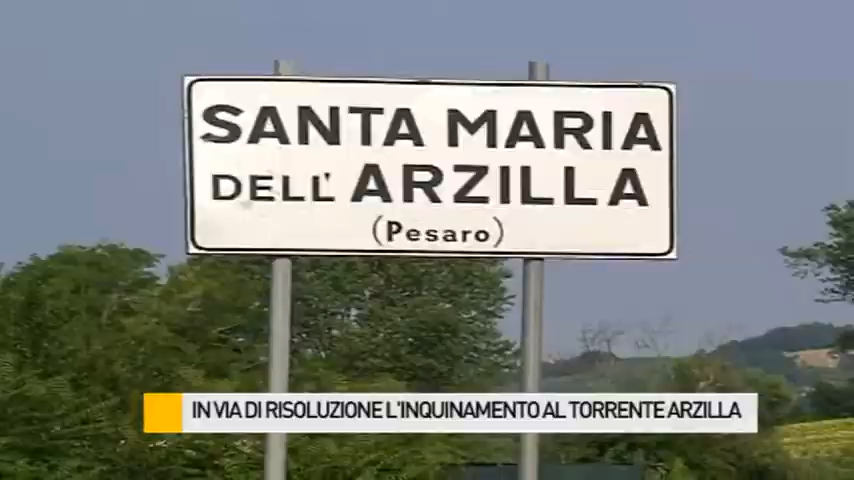 SANTA MARIA
DELL' ARZILLA
(Pesaro)
IN VIA DI RISOLUZIONE L'INQUINAMENTO AL TORRENTE ARZILLA